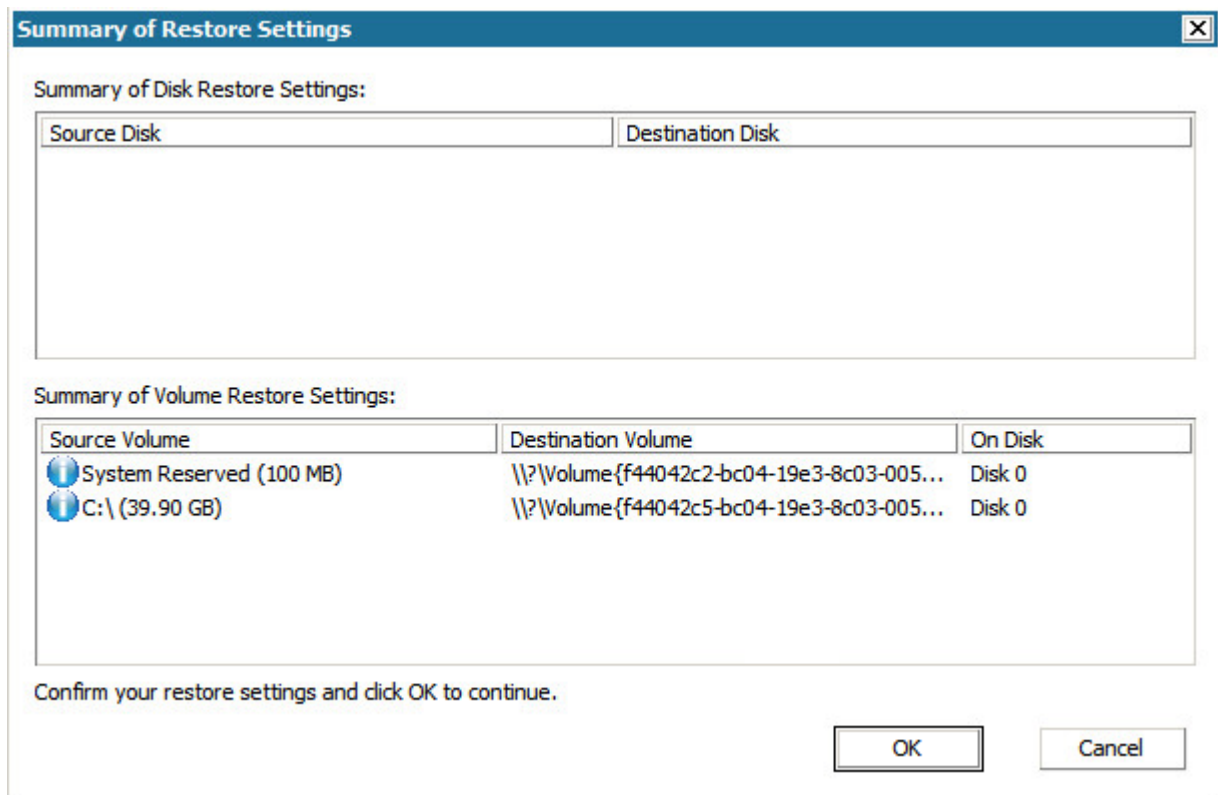 Summary of Restore Settings
Summary of Disk Restore Settings:
Source Disk Destination Disk
Summary of Volume Restore Settings:
Source Volume Destination Volume On Disk
System Reserved (100 MB) \\?\Volume{f44042c2-bc04-19e3-8c03-005... Disk 0
C:\ (39.90 GB) \\?\Volume{f44042c5-bc04-19e3-8c03-005... Disk 0
Confirm your restore settings and click OK to continue.
OK Cancel